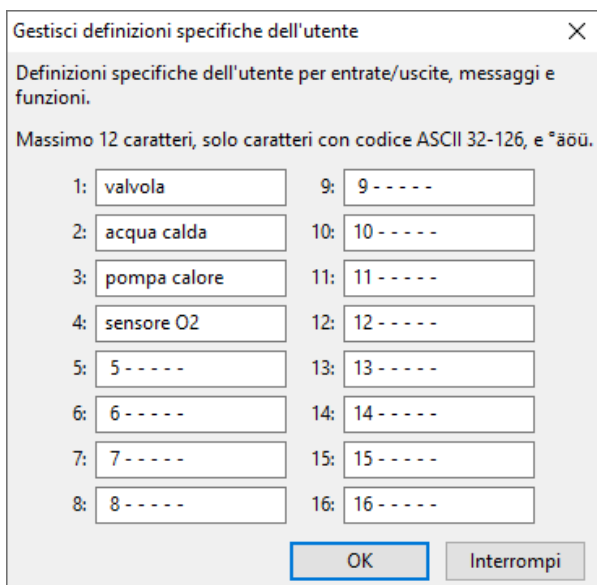 Gestisci definizioni specifiche dell'utente
Definizioni specifiche dell'utente per entrate/uscite, messaggi e
funzioni.
Massimo 12 caratteri, solo caratteri con codice ASCII 32-126, e °äöü.
1: valvola
2: acqua calda
3: pompa calore
4: sensore O2
5: 5 - - - - -
6: 6 - - - - -
7: 7 - - - - -
8: 8 - - - - -
9: 9 - - - - -
10: 10 - - - - -
11: 11 - - - - -
12: 12 - - - - -
13: 13 - - - - -
14: 14 - - - - -
15: 15 - - - - -
16: 16 - - - - -
OK
Interrompi